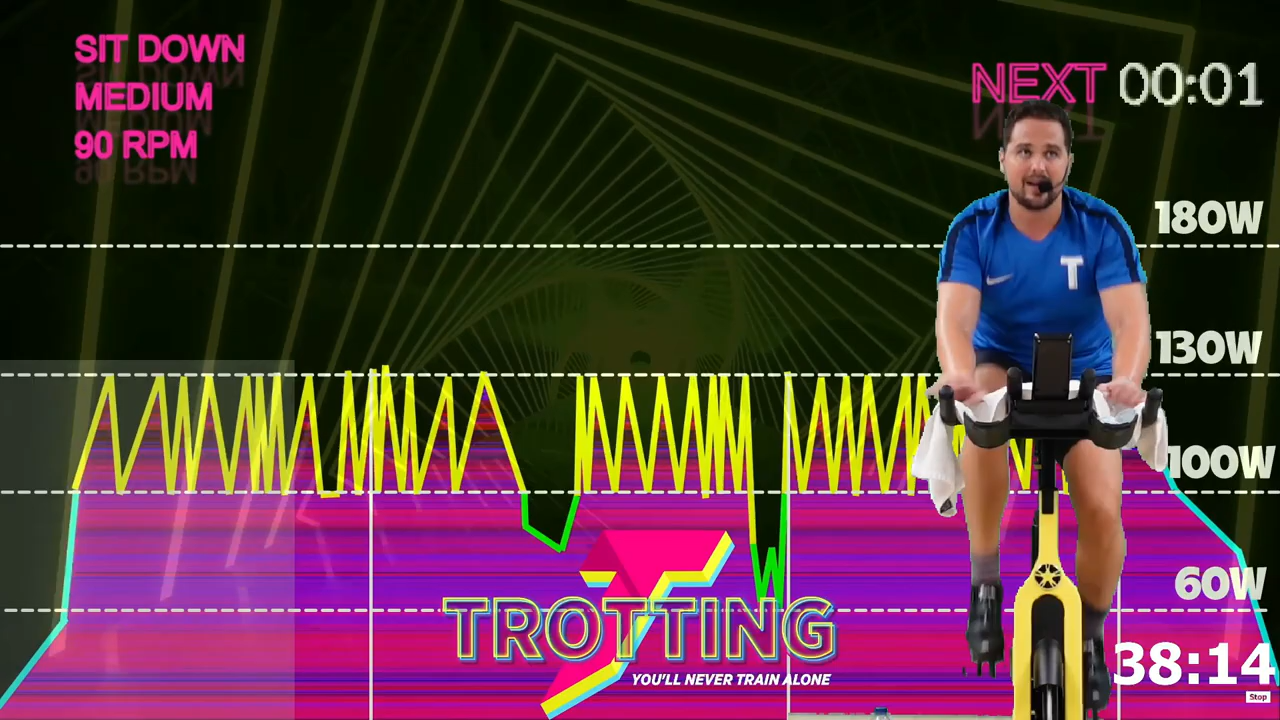 SIT DOWN
MEDIUM
90 RPM
NEXT 00:01
180W
130W
100W
60W
T
TROTTING
YOU'LL NEVER TRAIN ALONE
38:14
Stop